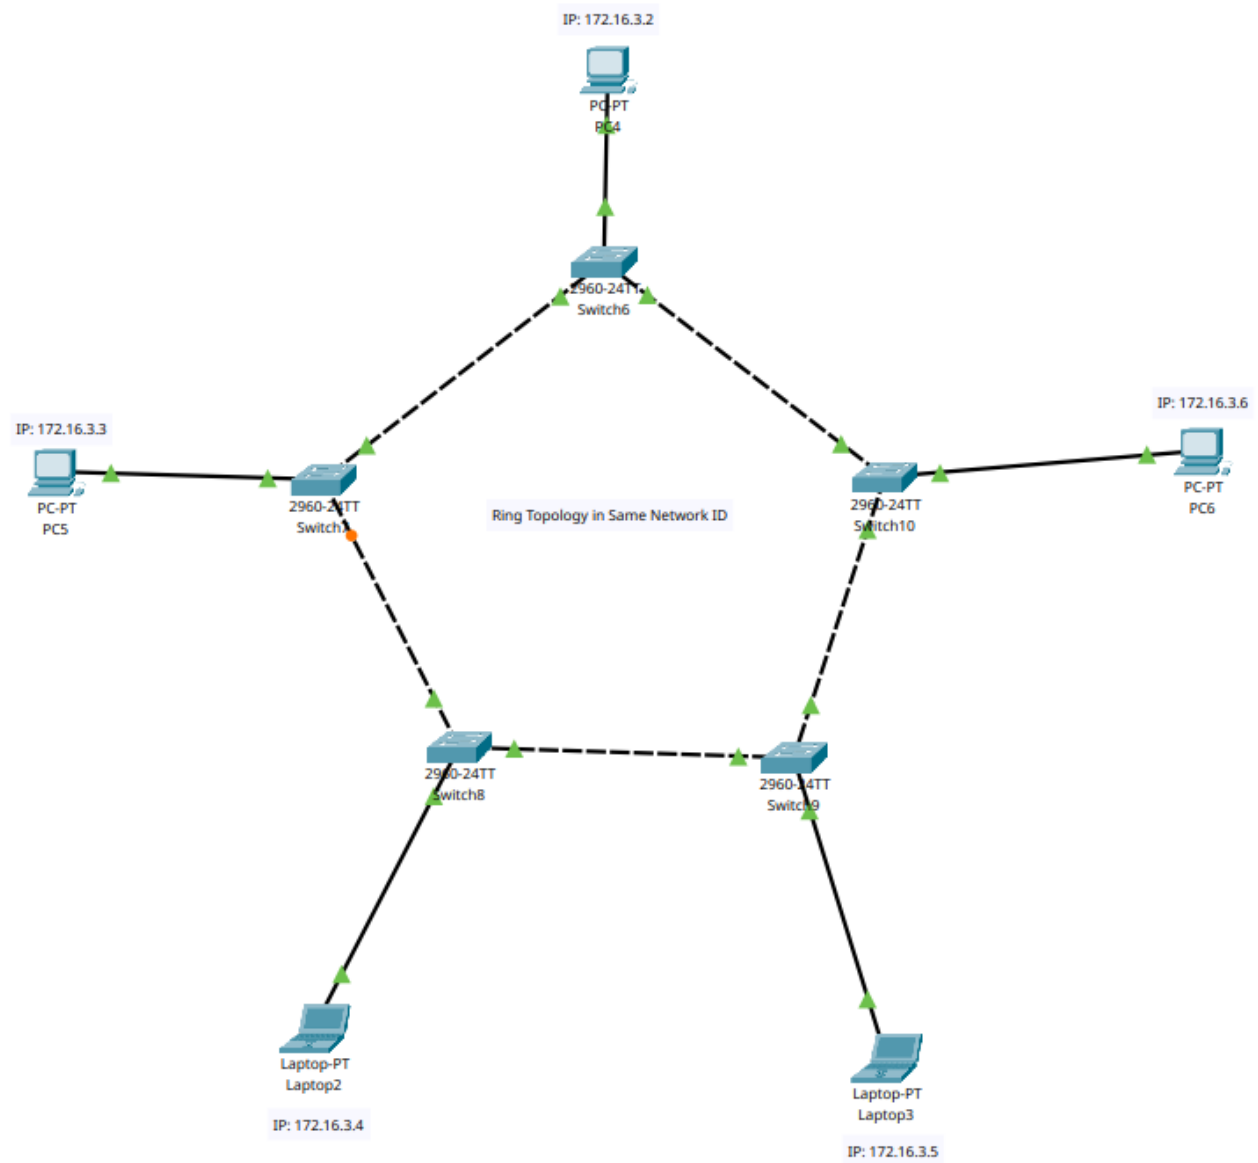 IP: 172.16.3.2
PC-PT
PC4
2960-24TT
Switch6
IP: 172.16.3.6
IP: 172.16.3.3
PC-PT
PC6
PC-PT
PC5
2960-24TT
Switch7
2960-24TT
Switch10
Ring Topology in Same Network ID
2960-24TT
Switch8
2960-24TT
Switch9
Laptop-PT
Laptop2
IP: 172.16.3.4
Laptop-PT
Laptop3
IP: 172.16.3.5